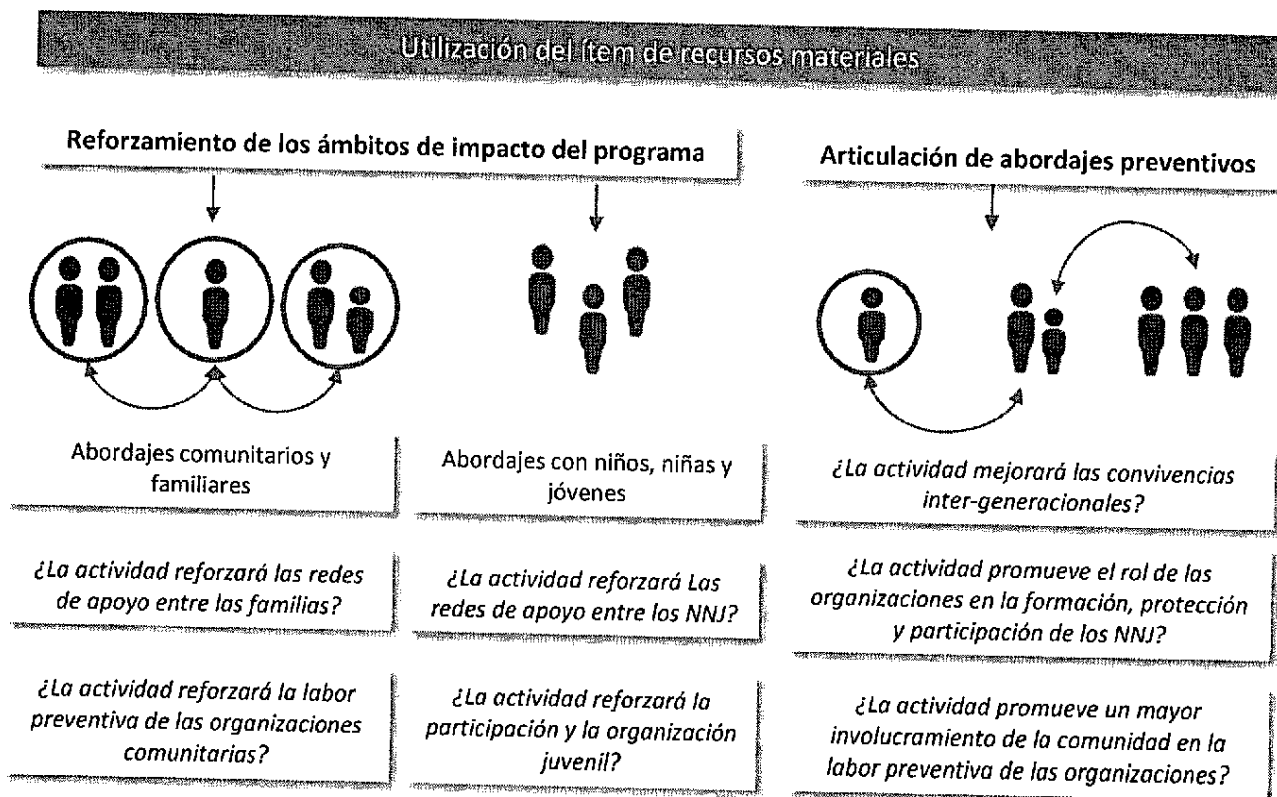 Utilización del ítem de recursos materiales
Reforzamiento de los ámbitos de impacto del programa
Articulación de abordajes preventivos
Abordajes comunitarios y
familiares
¿La actividad reforzará las redes
de apoyo entre las familias?
¿La actividad reforzará la labor
preventiva de las organizaciones
comunitarias?
Abordajes con niños, niñas y
jóvenes
¿La actividad reforzará Las
redes de apoyo entre los NNJ?
¿La actividad reforzará la
participación y la organización
juvenil?
¿La actividad mejorará las convivencias
inter-generacionales?
¿La actividad promueve el rol de las
organizaciones en la formación, protección
y participación de los NNJ?
¿La actividad promueve un mayor
involucramiento de la comunidad en la
labor preventiva de las organizaciones?